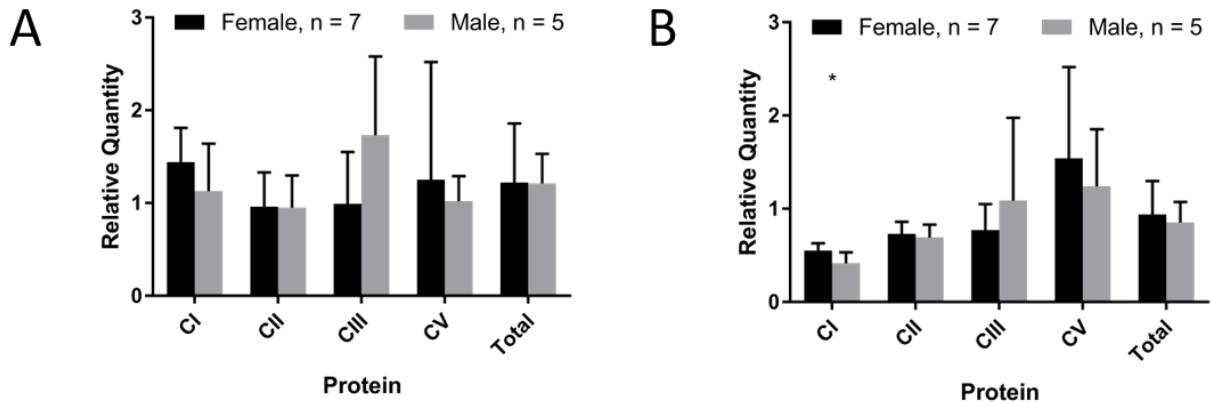 A
Female, n = 7
Male, n = 5
3
2
1
0
Relative Quantity
CI
CII
CIII
CV
Total
Protein
B
Female, n = 7
Male, n = 5
*
3
2
1
0
Relative Quantity
CI
CII
CIII
CV
Total
Protein